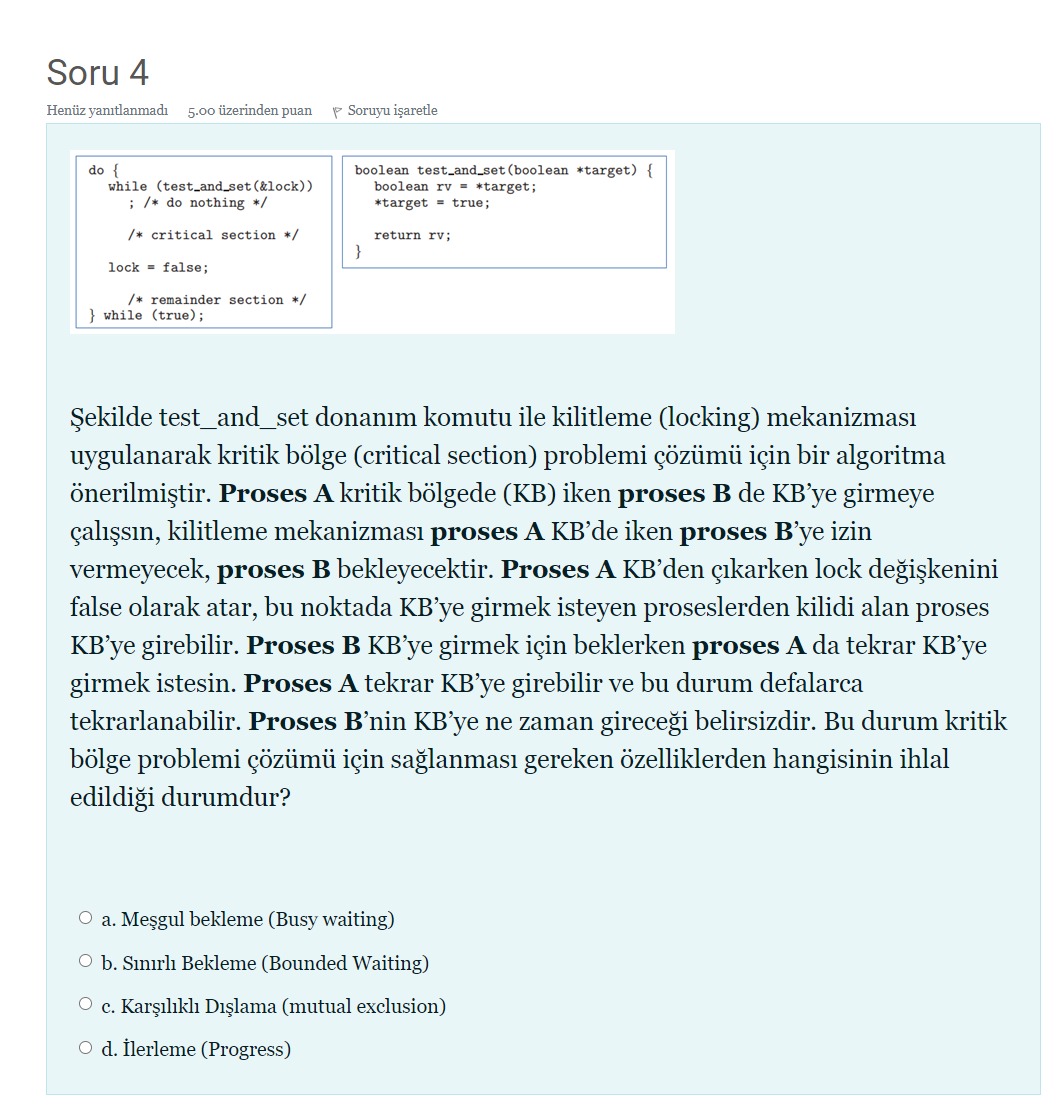 Soru 4
Henüz yanıtlanmadı 5.00 üzerinden puan Soruyu işaretle
do {
while (test_and_set(&lock))
; /* do nothing */
/* critical section */
lock = false;
/* remainder section */
} while (true);
boolean test_and_set(boolean *target) {
boolean rv = *target;
*target = true;
return rv;
}
Şekilde test_and_set donanım komutu ile kilitleme (locking) mekanizması
uygulanarak kritik bölge (critical section) problemi çözümü için bir algoritma
önerilmiştir. Proses A kritik bölgede (KB) iken proses B de KB’ye girmeye
çalışsın, kilitleme mekanizması proses A KB’de iken proses B’ye izin
vermeyecek, proses B bekleyecektir. Proses A KB’den çıkarken lock değişkenini
false olarak atar, bu noktada KB’ye girmek isteyen proseslerden kilidi alan proses
KB’ye girebilir. Proses B KB’ye girmek için beklerken proses A da tekrar KB’ye
girmek istesin. Proses A tekrar KB’ye girebilir ve bu durum defalarca
tekrarlanabilir. Proses B’nin KB’ye ne zaman gireceği belirsizdir. Bu durum kritik
bölge problemi çözümü için sağlanması gereken özelliklerden hangisinin ihlal
edildiği durumdur?
a. Meşgul bekleme (Busy waiting)
b. Sınırlı Bekleme (Bounded Waiting)
c. Karşılıklı Dışlama (mutual exclusion)
d. İlerleme (Progress)